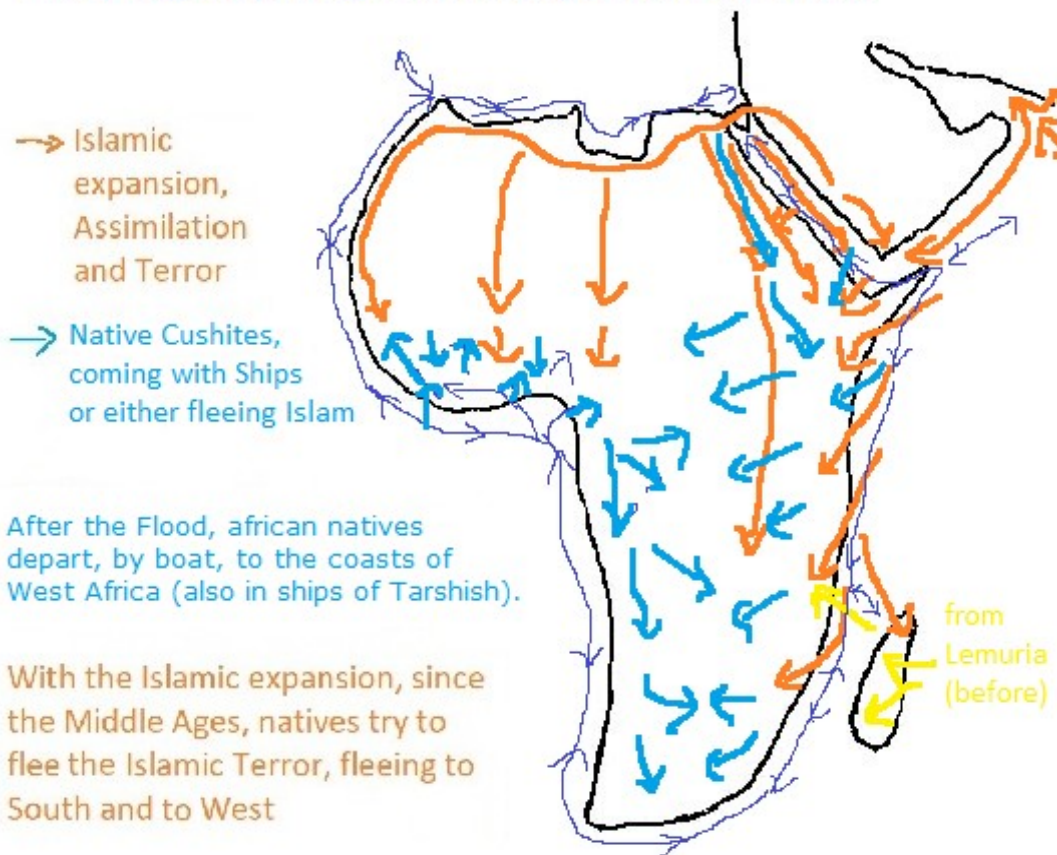 Islamic
expansion,
Assimilation
and Terror
Native Cushites,
coming with Ships
or either fleeing Islam
After the Flood, african natives
depart, by boat, to the coasts of
West Africa (also in ships of Tarshish).
With the Islamic expansion, since
the Middle Ages, natives try to
flee the Islamic Terror, fleeing to
South and to West
from
Lemuria
(before)